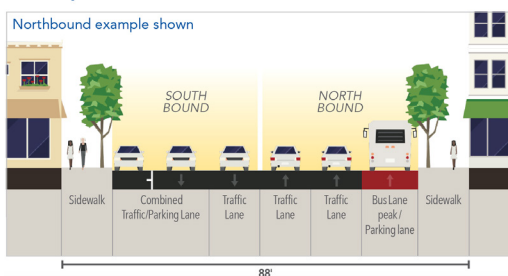 Northbound example shown
SOUTH
BOUND
NORTH
BOUND
Sidewalk
Combined
Traffic/Parking Lane
Traffic
Lane
Traffic
Lane
Traffic
Lane
Bus Lane
peak /
Parking lane
Sidewalk
88'